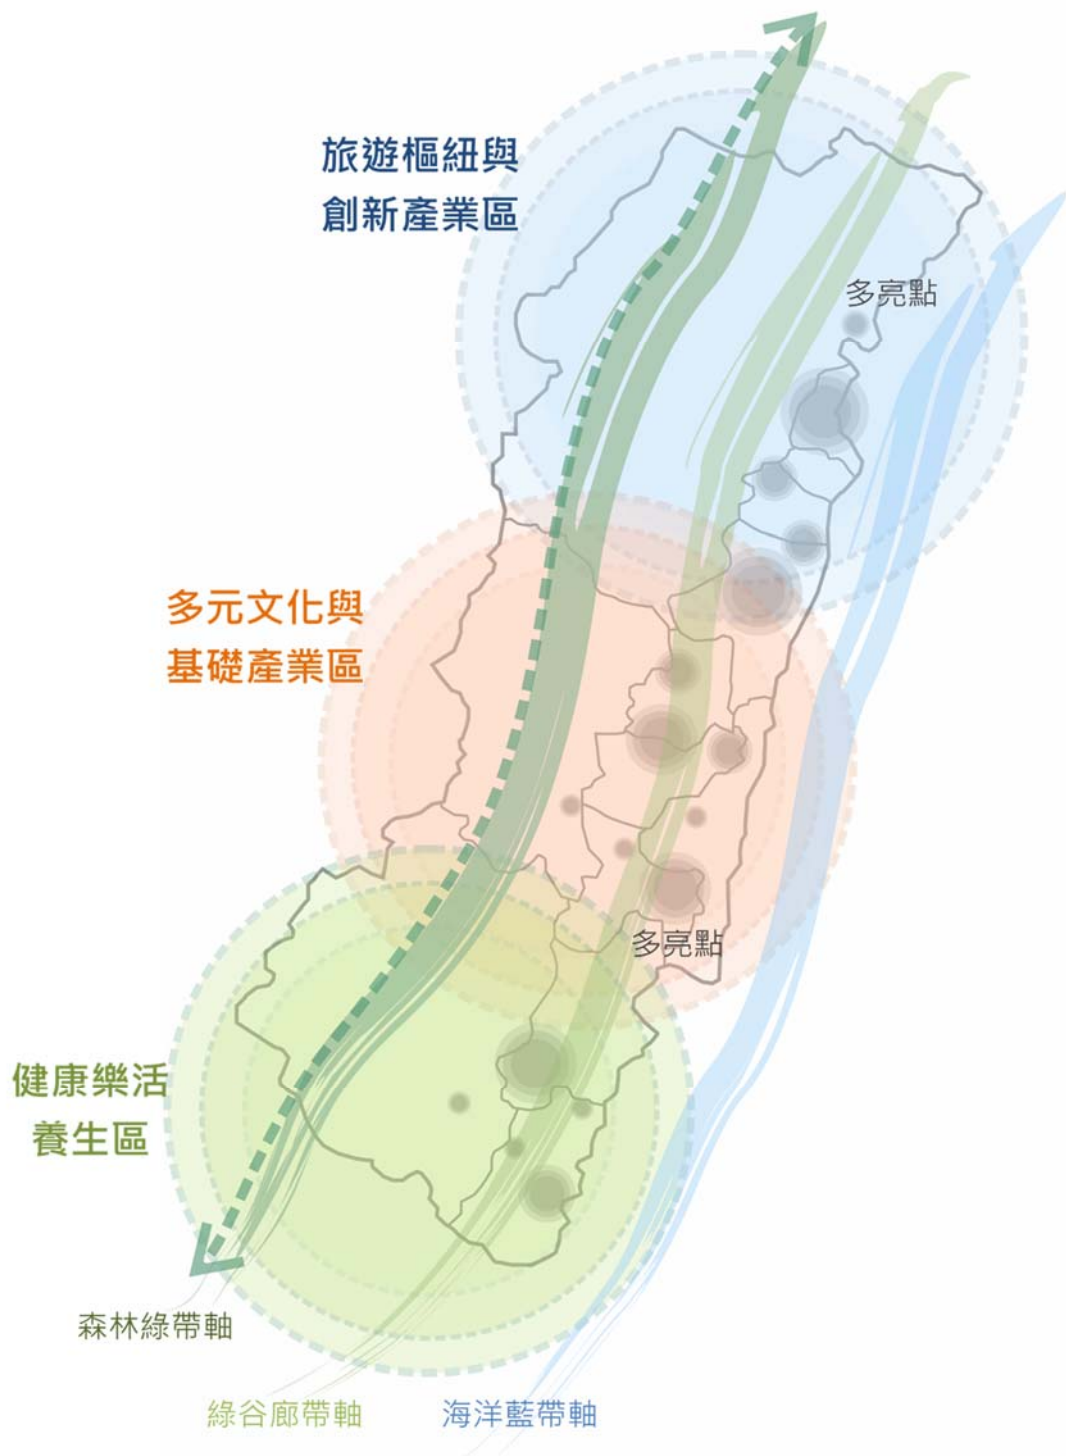 旅遊樞紐與
創新產業區
多亮點
多元文化與
基礎產業區
多亮點
健康樂活
養生區
森林綠帶軸
綠谷廊帶軸
海洋藍帶軸